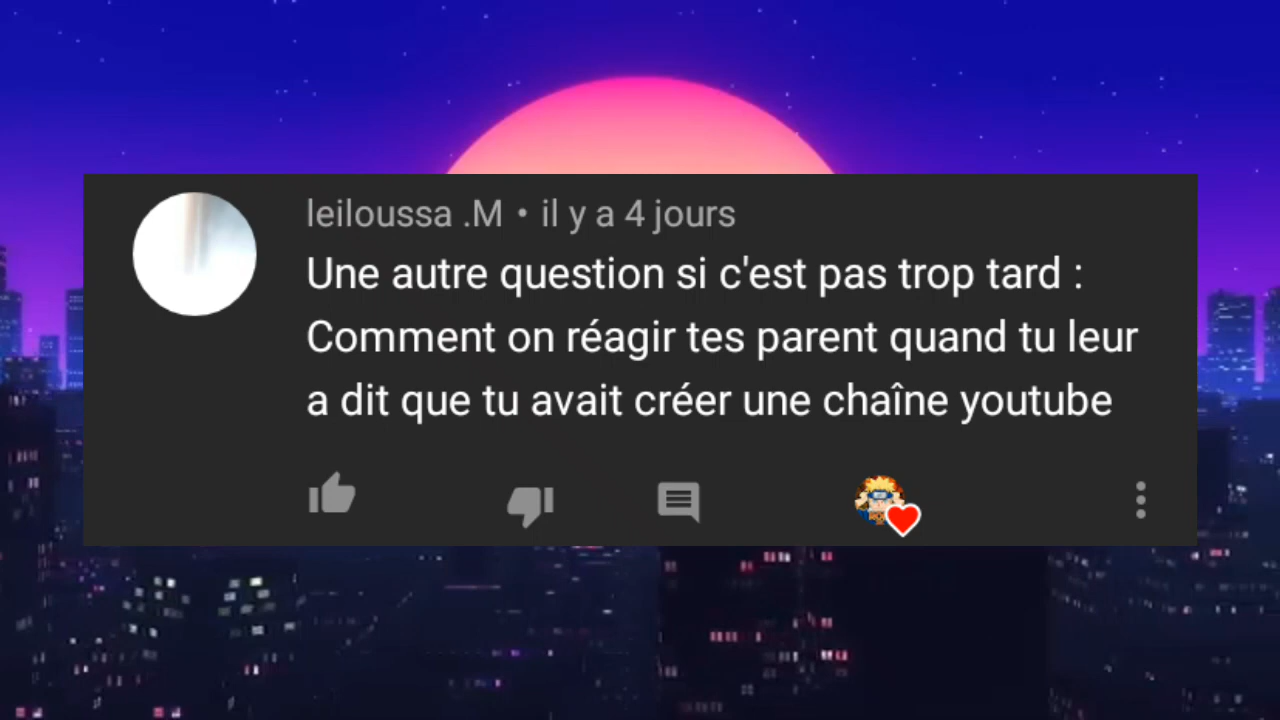 leiloussa .M • il y a 4 jours
Une autre question si c'est pas trop tard :
Comment on réagir tes parent quand tu leur
a dit que tu avait créer une chaîne youtube